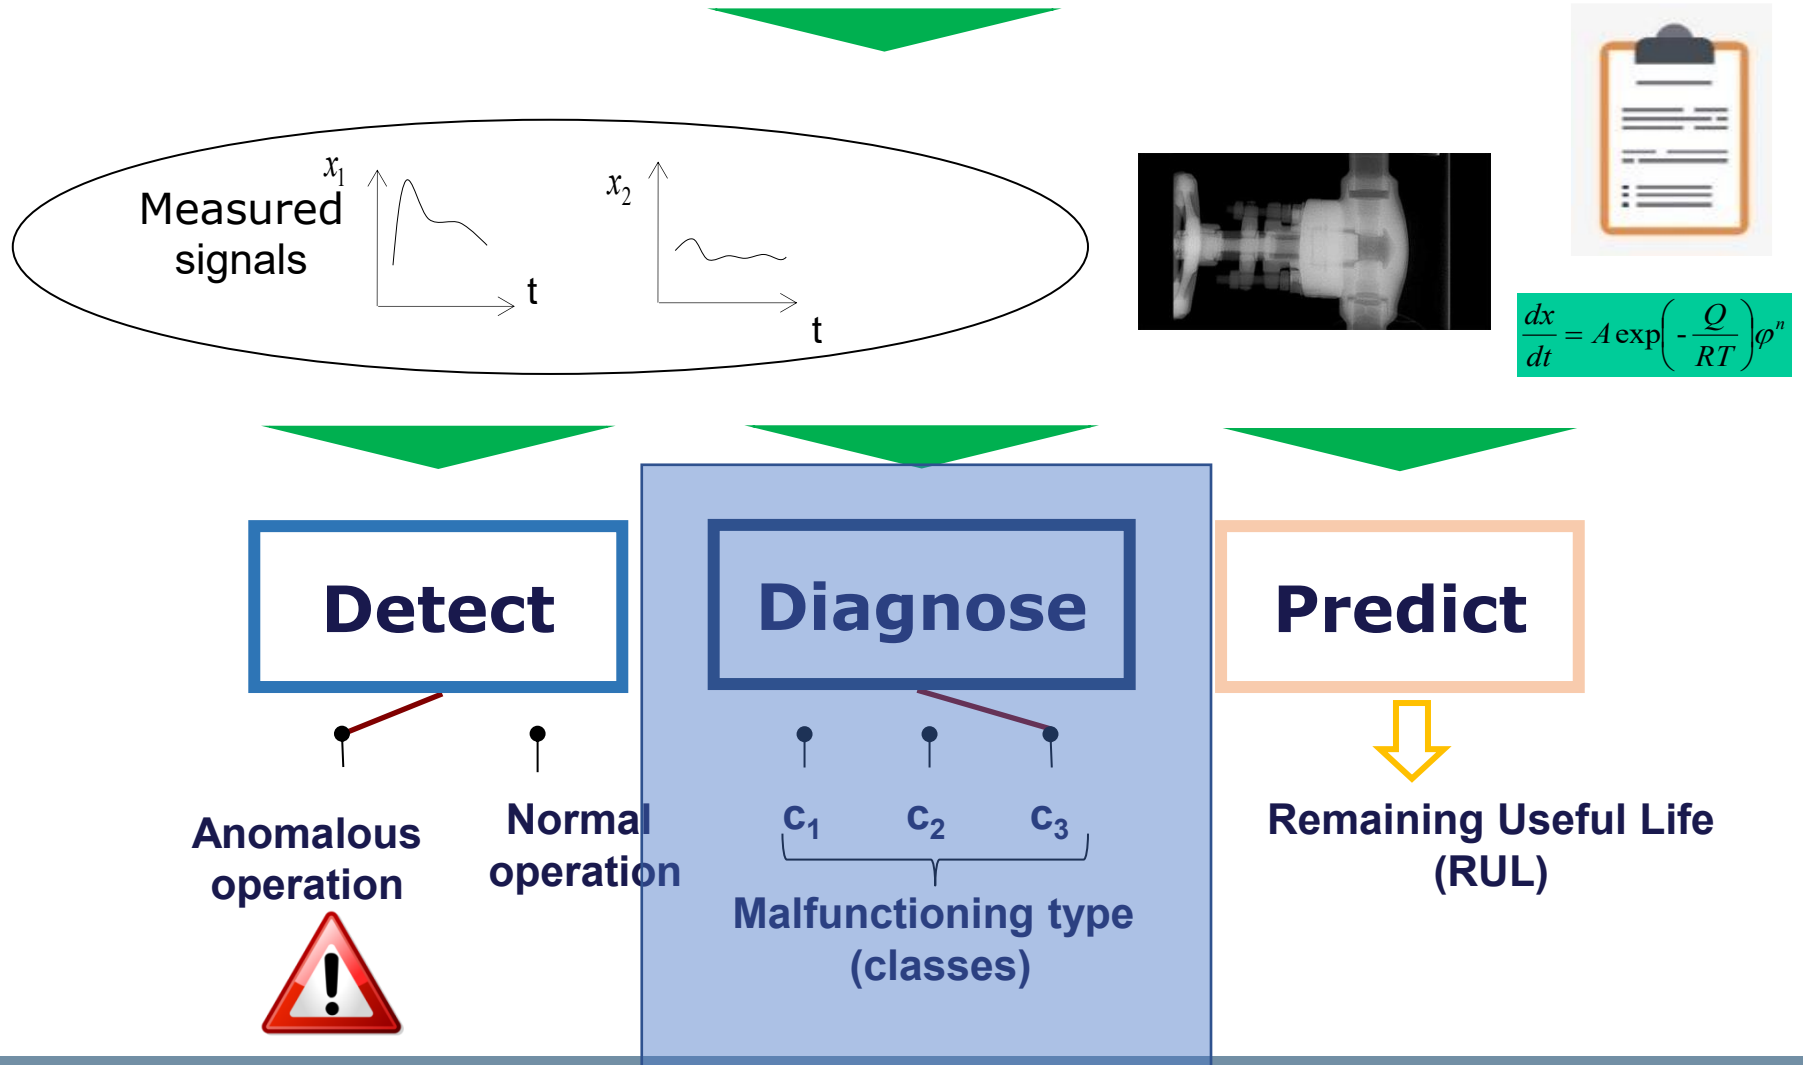 x₁
Measured
signals
t
x₂
t
dx/dt = A exp(-Q/RT)φⁿ
Detect
Diagnose
Predict
Anomalous
operation
Normal
operation
c₁ c₂ c₃
Malfunctioning type
(classes)
Remaining Useful Life
(RUL)